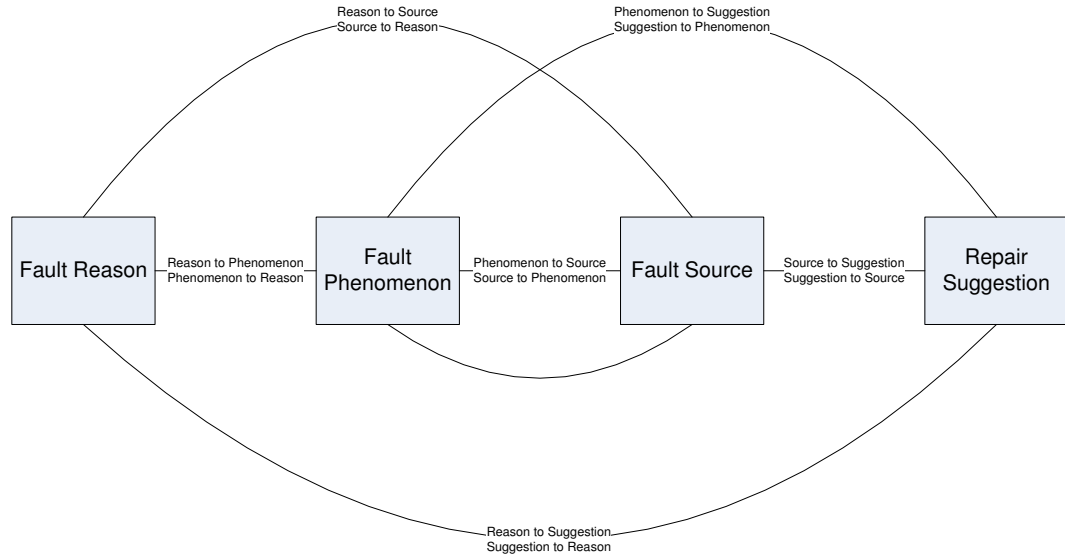 Reason to Source
Source to Reason
Phenomenon to Suggestion
Suggestion to Phenomenon
Fault Reason
Reason to Phenomenon
Phenomenon to Reason
Fault
Phenomenon
Phenomenon to Source
Source to Phenomenon
Fault Source
Source to Suggestion
Suggestion to Source
Repair
Suggestion
Reason to Suggestion
Suggestion to Reason